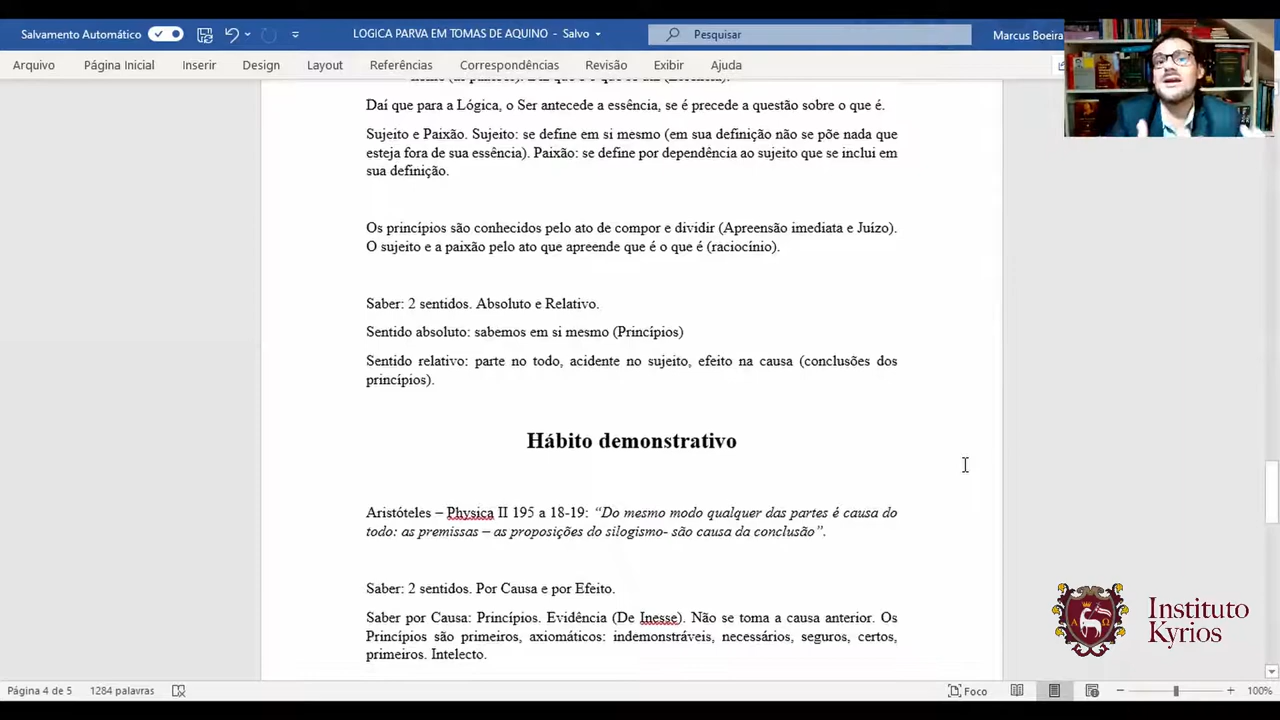 Salvamento Automático
LOGICA PARVA EM TOMAS DE AQUINO - Salvo
Pesquisar
Marcus Boeira
Arquivo Página Inicial Inserir Design Layout Referências Correspondências Revisão Exibir Ajuda
Daí que para a Lógica, o Ser antecede a essência, se é precede a questão sobre o que é.
Sujeito e Paixão. Sujeito: se define em si mesmo (em sua definição não se põe nada que
esteja fora de sua essência). Paixão: se define por dependência ao sujeito que se inclui em
sua definição.
Os princípios são conhecidos pelo ato de compor e dividir (Apreensão imediata e Juízo).
O sujeito e a paixão pelo ato que apreende que é o que é (raciocínio).
Saber: 2 sentidos. Absoluto e Relativo.
Sentido absoluto: sabemos em si mesmo (Princípios)
Sentido relativo: parte no todo, acidente no sujeito, efeito na causa (conclusões dos
princípios).
Hábito demonstrativo
Aristóteles – Physica II 195 a 18-19: “Do mesmo modo qualquer das partes é causa do
todo: as premissas – as proposições do silogismo- são causa da conclusão”.
Saber: 2 sentidos. Por Causa e por Efeito.
Saber por Causa: Princípios. Evidência (De Inesse). Não se toma a causa anterior. Os
Princípios são primeiros, axiomáticos: indemonstráveis, necessários, seguros, certos,
primeiros. Intelecto.
Α Ω
Instituto
Kyrios
Página 4 de 5 1284 palavras
Foco
100%